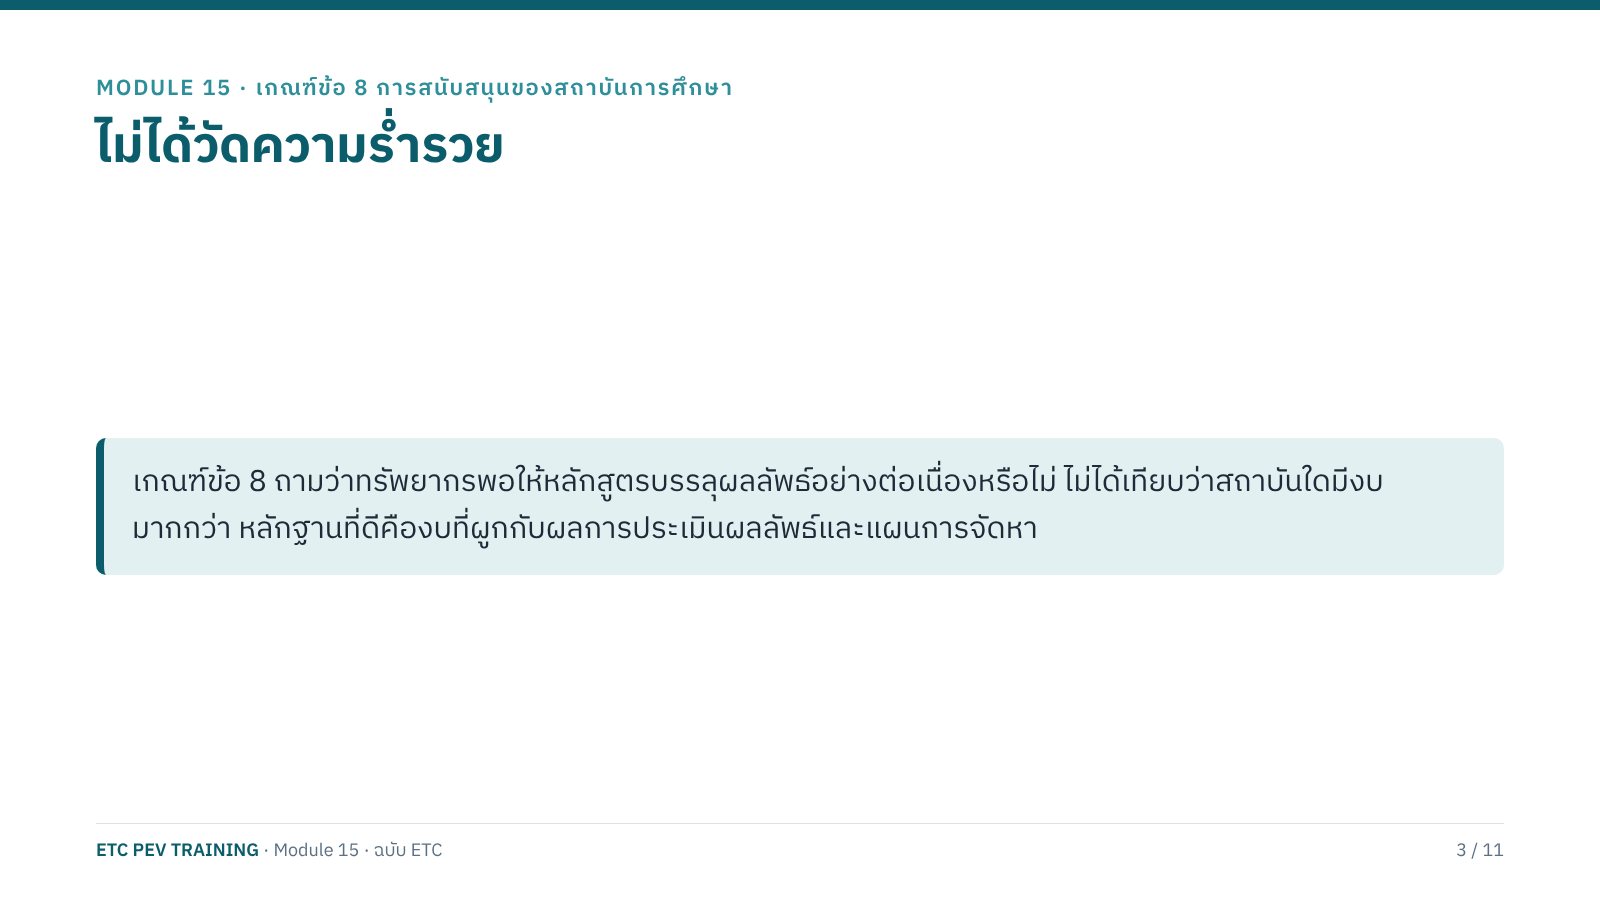 MODULE 15 · เกณฑ์ข้อ 8 การสนับสนุนของสถาบันการศึกษา
ไม่ได้วัดความร่ำรวย
เกณฑ์ข้อ 8 ถามว่าทรัพยากรพอให้หลักสูตรบรรลุผลลัพธ์อย่างต่อเนื่องหรือไม่ ไม่ได้เทียบว่าสถาบันใดมีงบ
มากกว่า หลักฐานที่ดีคืองบที่ผูกกับผลการประเมินผลลัพธ์และแผนการจัดหา
ETC PEV TRAINING · Module 15 · ฉบับ ETC
3 / 11